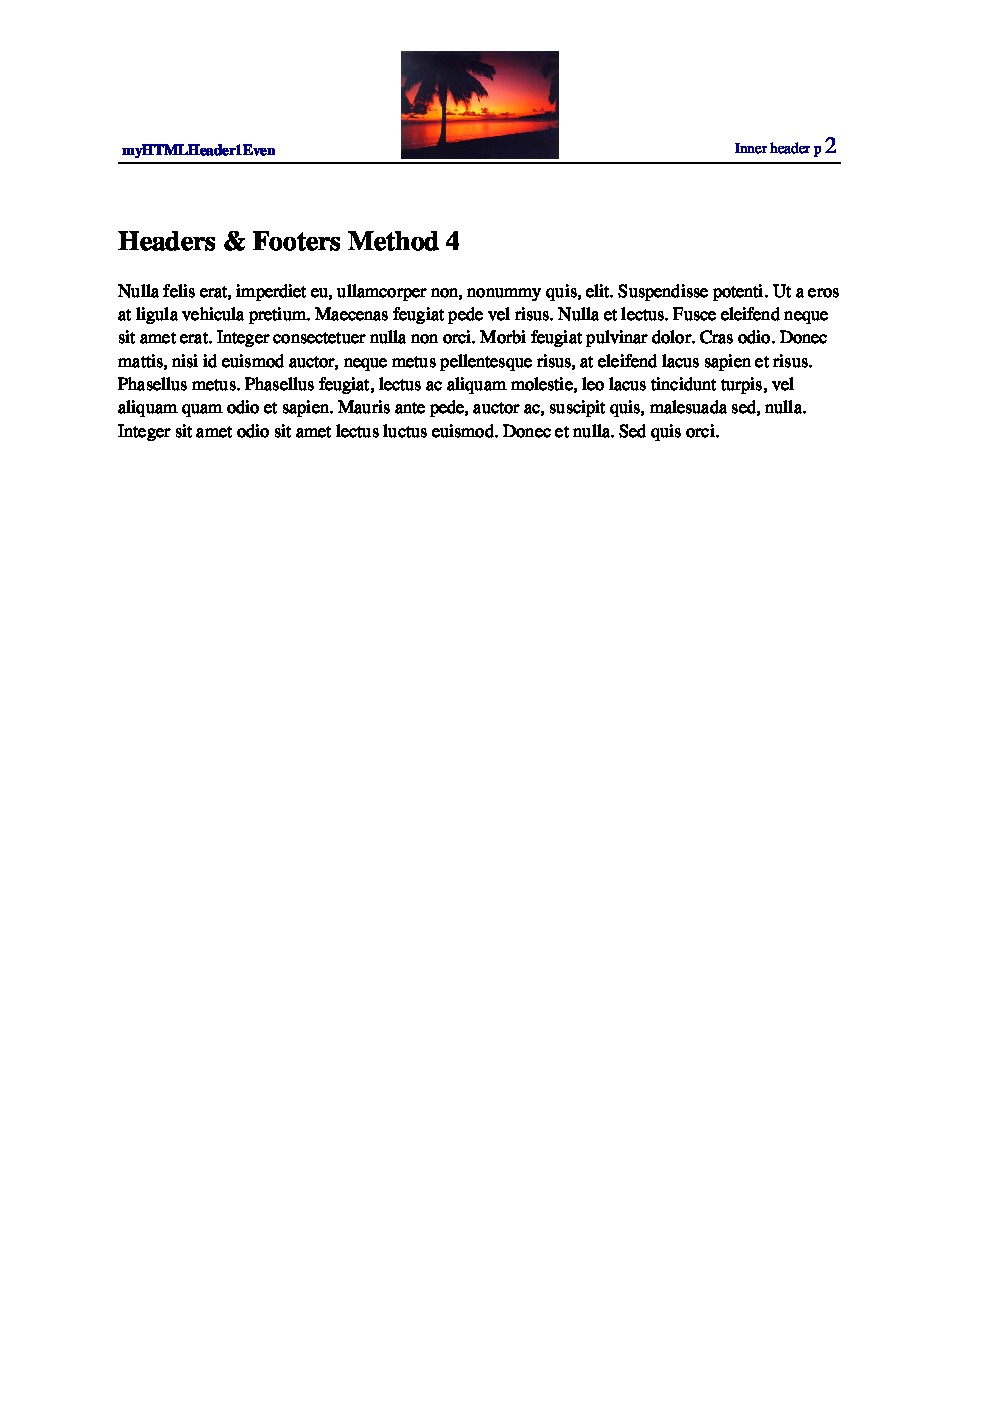 myHTMLHeader1Even
Inner header p 2
Headers & Footers Method 4
Nulla felis erat, imperdiet eu, ullamcorper non, nonummy quis, elit. Suspendisse potenti. Ut a eros
at ligula vehicula pretium. Maecenas feugiat pede vel risus. Nulla et lectus. Fusce eleifend neque
sit amet erat. Integer consectetuer nulla non orci. Morbi feugiat pulvinar dolor. Cras odio. Donec
mattis, nisi id euismod auctor, neque metus pellentesque risus, at eleifend lacus sapien et risus.
Phasellus metus. Phasellus feugiat, lectus ac aliquam molestie, leo lacus tincidunt turpis, vel
aliquam quam odio et sapien. Mauris ante pede, auctor ac, suscipit quis, malesuada sed, nulla.
Integer sit amet odio sit amet lectus luctus euismod. Donec et nulla. Sed quis orci.